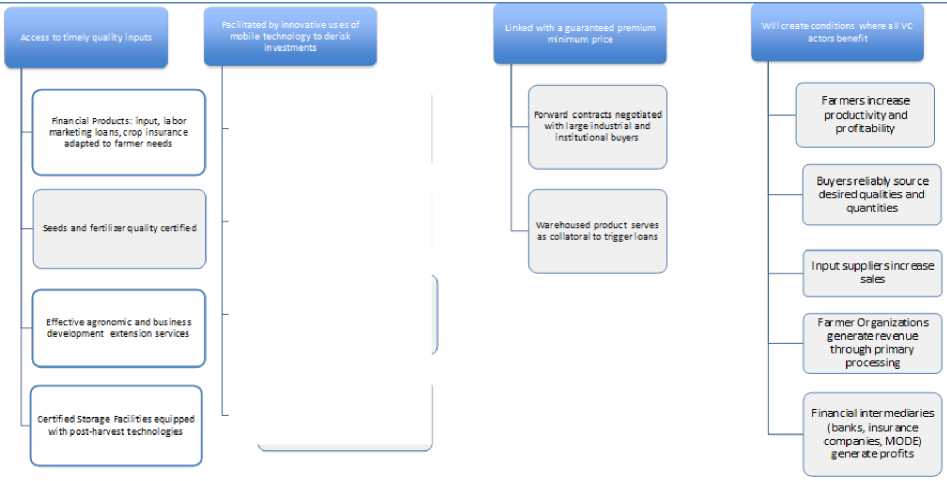 Access to timely quality inputs
Financial Products: input, labor
marketing loans, crop insurance
adapted to farmer needs
Seeds and fertilizer quality certified
Effective agronomic and business
development extension services
Certified Storage Facilities equipped
with post-harvest technologies
Facilitated by innovative uses of
mobile technology to derisk
investments
Linked with a guaranteed premium
minimum price
Forward contracts negotiated
with large industrial and
institutional buyers
Warehoused product serves
as collatoral to trigger loans
Will create conditions where all VC
actors benefit
Farmers increase
productivity and
profitability
Buyers reliably source
desired qualities and
quantities
Input suppliers increase
sales
Farmer Organizations
generate revenue
through primary
processing
Financial intermediaries
(banks, insurance
companies, MODE)
generate profits